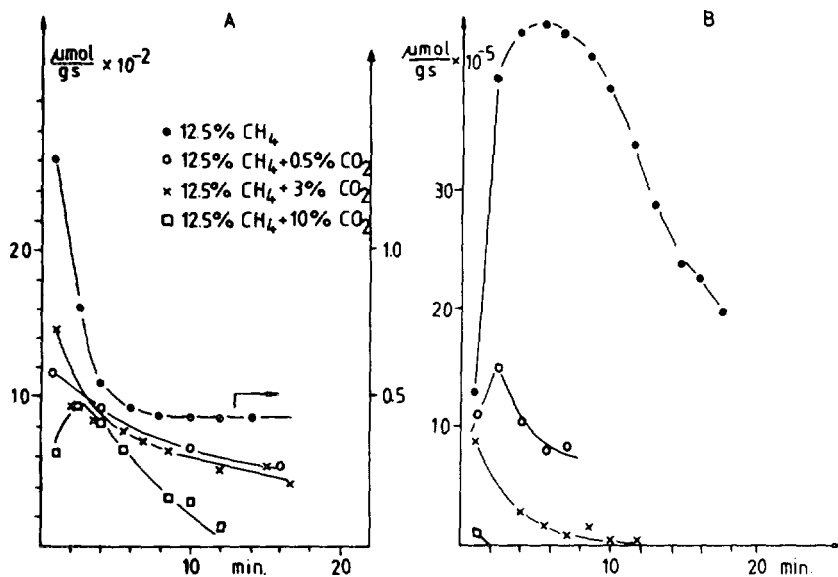 A
μmol
gs × 10-2
● 12.5% CH4
○ 12.5% CH4+0.5% CO2
× 12.5% CH4+3% CO2
□ 12.5% CH4+10% CO2
20
10
1.0
0.5
10
20
min.
B
μmol
gs × 10-5
30
20
10
10
20
min.